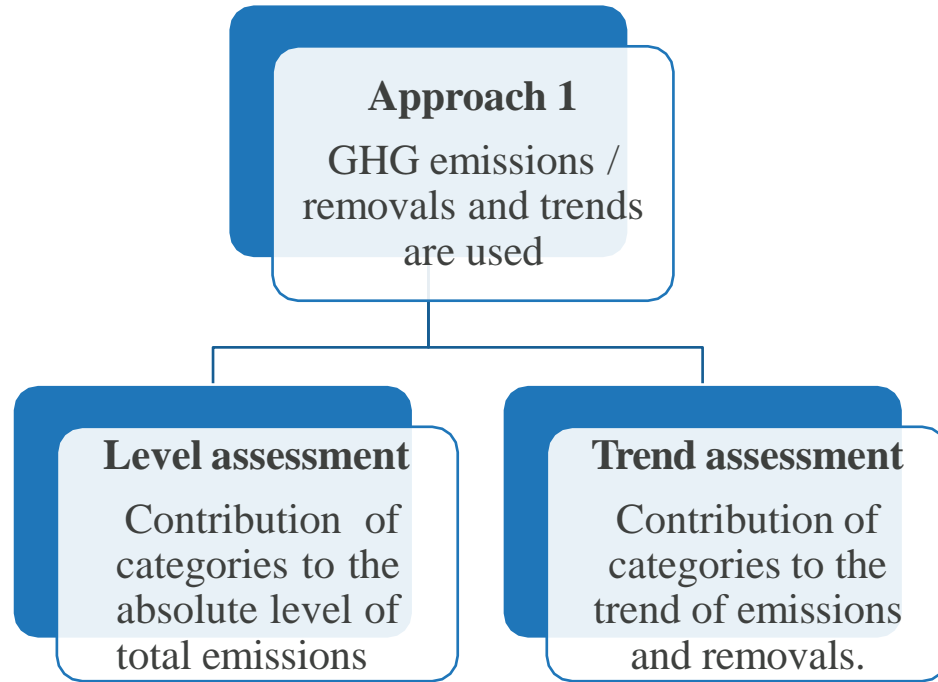 Approach 1
GHG emissions /
removals and trends
are used
Level assessment
Contribution of
categories to the
absolute level of
total emissions
Trend assessment
Contribution of
categories to the
trend of emissions
and removals.